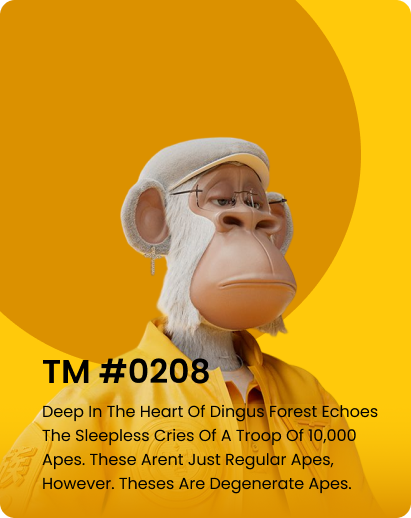 TM #0208
Deep In The Heart Of Dingus Forest Echoes
The Sleepless Cries Of A Troop Of 10,000
Apes. These Arent Just Regular Apes,
However. Theses Are Degenerate Apes.